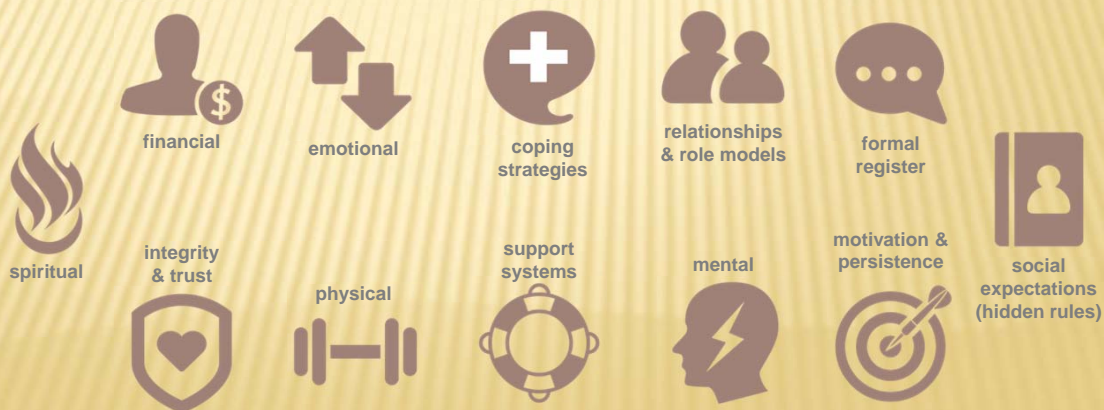 financial
emotional
coping
strategies
relationships
& role models
formal
register
spiritual
integrity
& trust
physical
support
systems
mental
motivation &
persistence
social
expectations
(hidden rules)
$